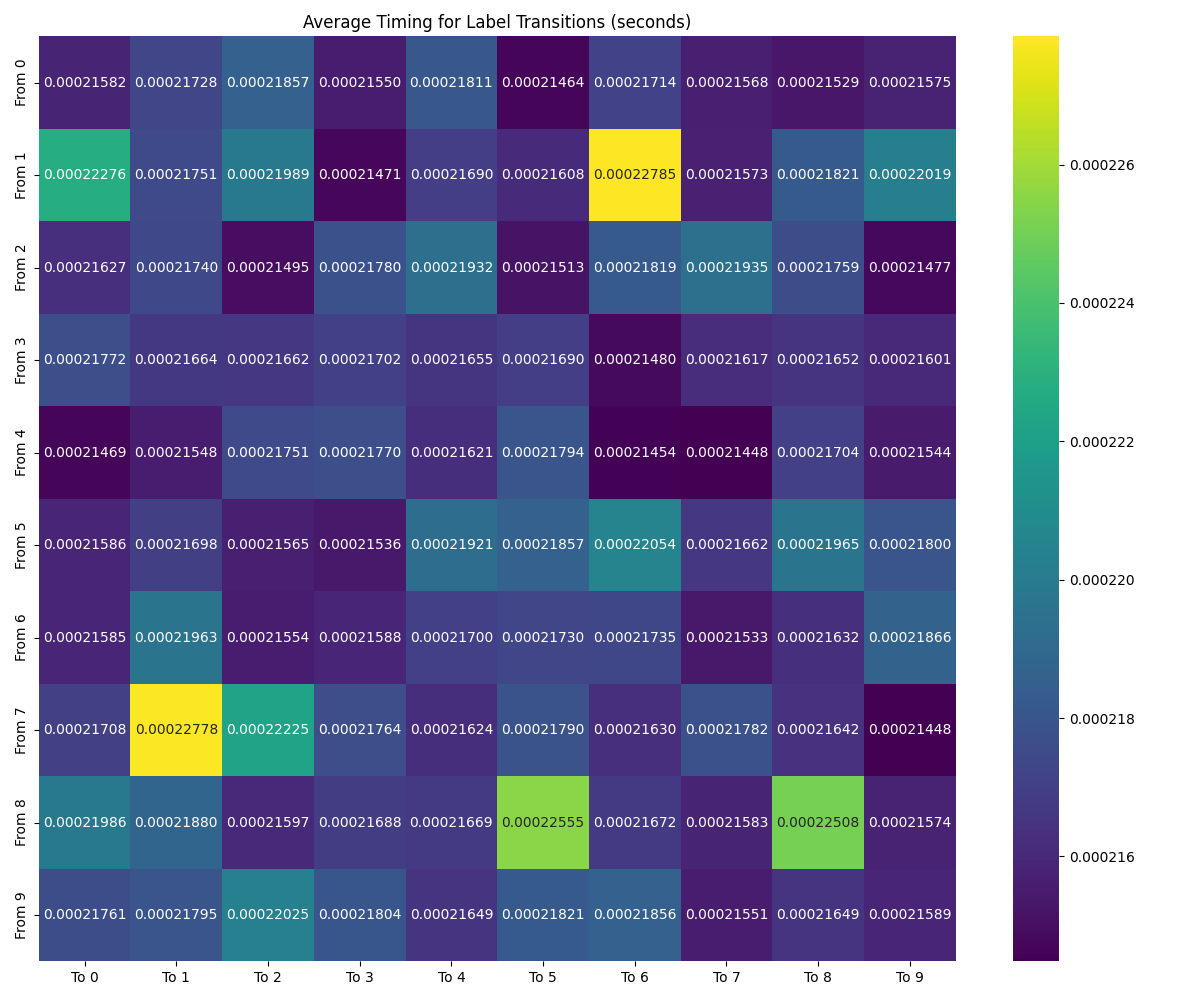 Average Timing for Label Transitions (seconds)
From 0 0.00021582 0.00021728 0.00021857 0.00021550 0.00021811 0.00021464 0.00021714 0.00021568 0.00021529 0.00021575
From 1 0.00022276 0.00021751 0.00021989 0.00021471 0.00021690 0.00021608 0.00022785 0.00021573 0.00021821 0.00022019
From 2 0.00021627 0.00021740 0.00021495 0.00021780 0.00021932 0.00021513 0.00021819 0.00021935 0.00021759 0.00021477
From 3 0.00021772 0.00021664 0.00021662 0.00021702 0.00021655 0.00021690 0.00021480 0.00021617 0.00021652 0.00021601
From 4 0.00021469 0.00021548 0.00021751 0.00021770 0.00021621 0.00021794 0.00021454 0.00021448 0.00021704 0.00021544
From 5 0.00021586 0.00021698 0.00021565 0.00021536 0.00021921 0.00021857 0.00022054 0.00021662 0.00021965 0.00021800
From 6 0.00021585 0.00021963 0.00021554 0.00021588 0.00021700 0.00021730 0.00021735 0.00021533 0.00021632 0.00021866
From 7 0.00021708 0.00022778 0.00022225 0.00021764 0.00021624 0.00021790 0.00021630 0.00021782 0.00021642 0.00021448
From 8 0.00021986 0.00021880 0.00021597 0.00021688 0.00021669 0.00022555 0.00021672 0.00021583 0.00022508 0.00021574
From 9 0.00021761 0.00021795 0.00022025 0.00021804 0.00021649 0.00021821 0.00021856 0.00021551 0.00021649 0.00021589
To 0 To 1 To 2 To 3 To 4 To 5 To 6 To 7 To 8 To 9
0.000226
0.000224
0.000222
0.000220
0.000218
0.000216